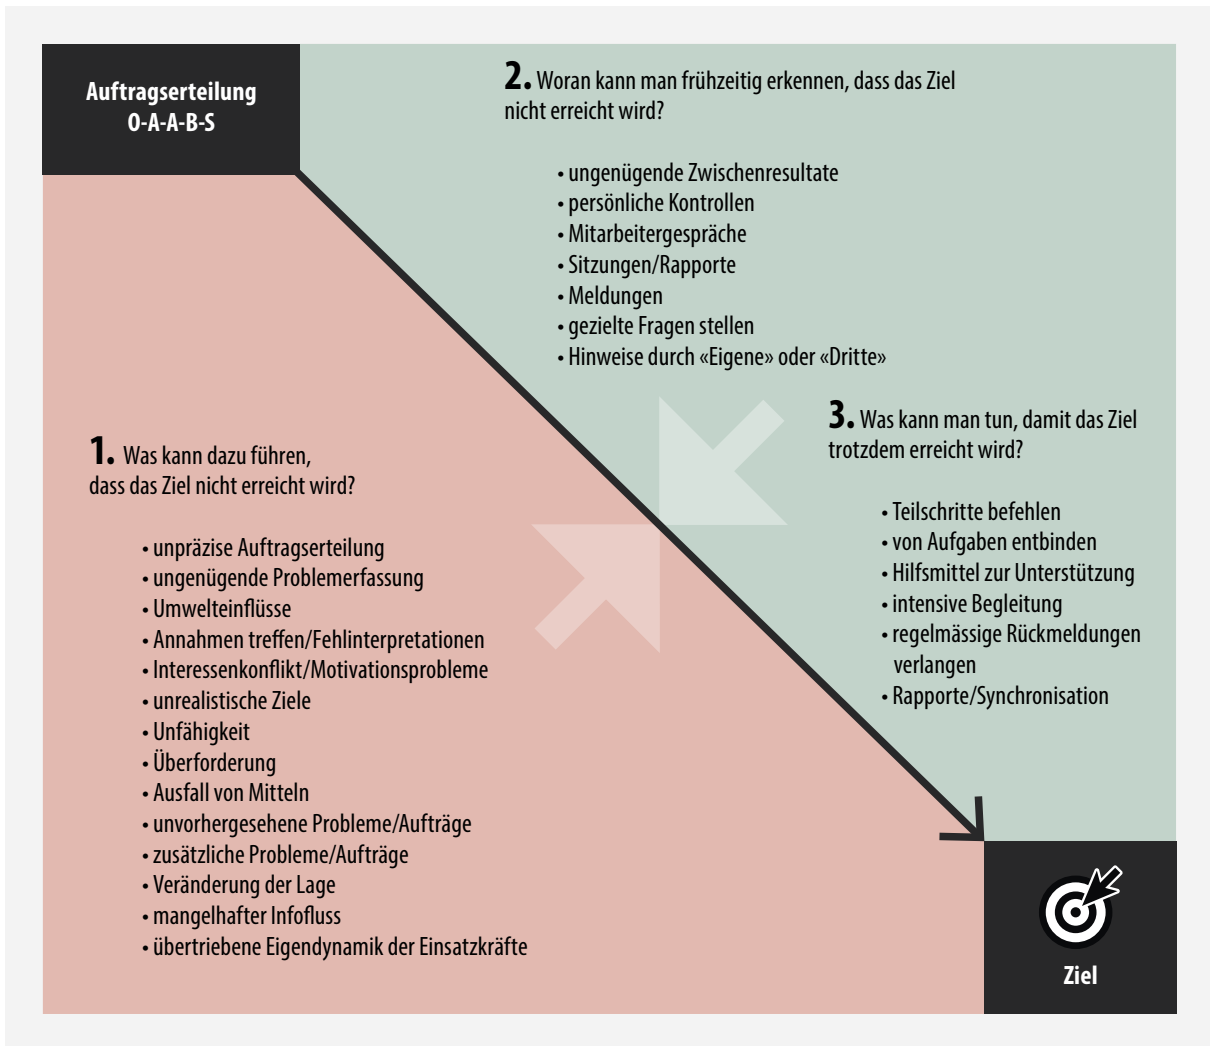 Auftragserteilung
O-A-A-B-S
2. Woran kann man frühzeitig erkennen, dass das Ziel
nicht erreicht wird?
• ungenügende Zwischenresultate
• persönliche Kontrollen
• Mitarbeitergespräche
• Sitzungen/Rapporte
• Meldungen
• gezielte Fragen stellen
• Hinweise durch «Eigene» oder «Dritte»
1. Was kann dazu führen,
dass das Ziel nicht erreicht wird?
• unpräzise Auftragserteilung
• ungenügende Problemerfassung
• Umwelteinflüsse
• Annahmen treffen/Fehlinterpretationen
• Interessenkonflikt/Motivationsprobleme
• unrealistische Ziele
• Unfähigkeit
• Überforderung
• Ausfall von Mitteln
• unvorhergesehene Probleme/Aufträge
• zusätzliche Probleme/Aufträge
• Veränderung der Lage
• mangelhafter Infofluss
• übertriebene Eigendynamik der Einsatzkräfte
3. Was kann man tun, damit das Ziel
trotzdem erreicht wird?
• Teilschritte befehlen
• von Aufgaben entbinden
• Hilfsmittel zur Unterstützung
• intensive Begleitung
• regelmässige Rückmeldungen
verlangen
• Rapporte/Synchronisation
Ziel